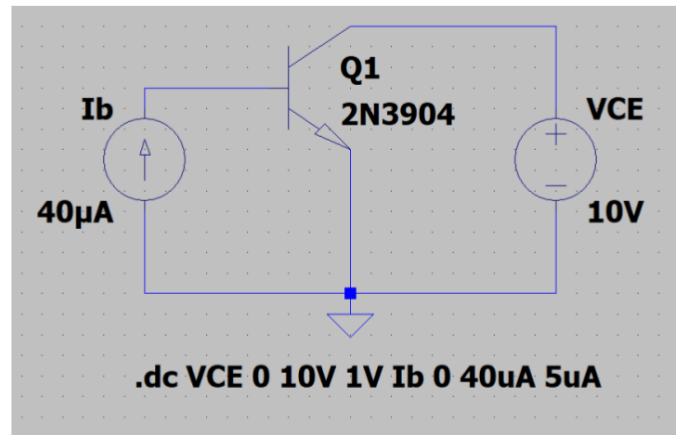 Q1
Ib
2N3904
VCE
40µA
10V
.dc VCE 0 10V 1V Ib 0 40uA 5uA